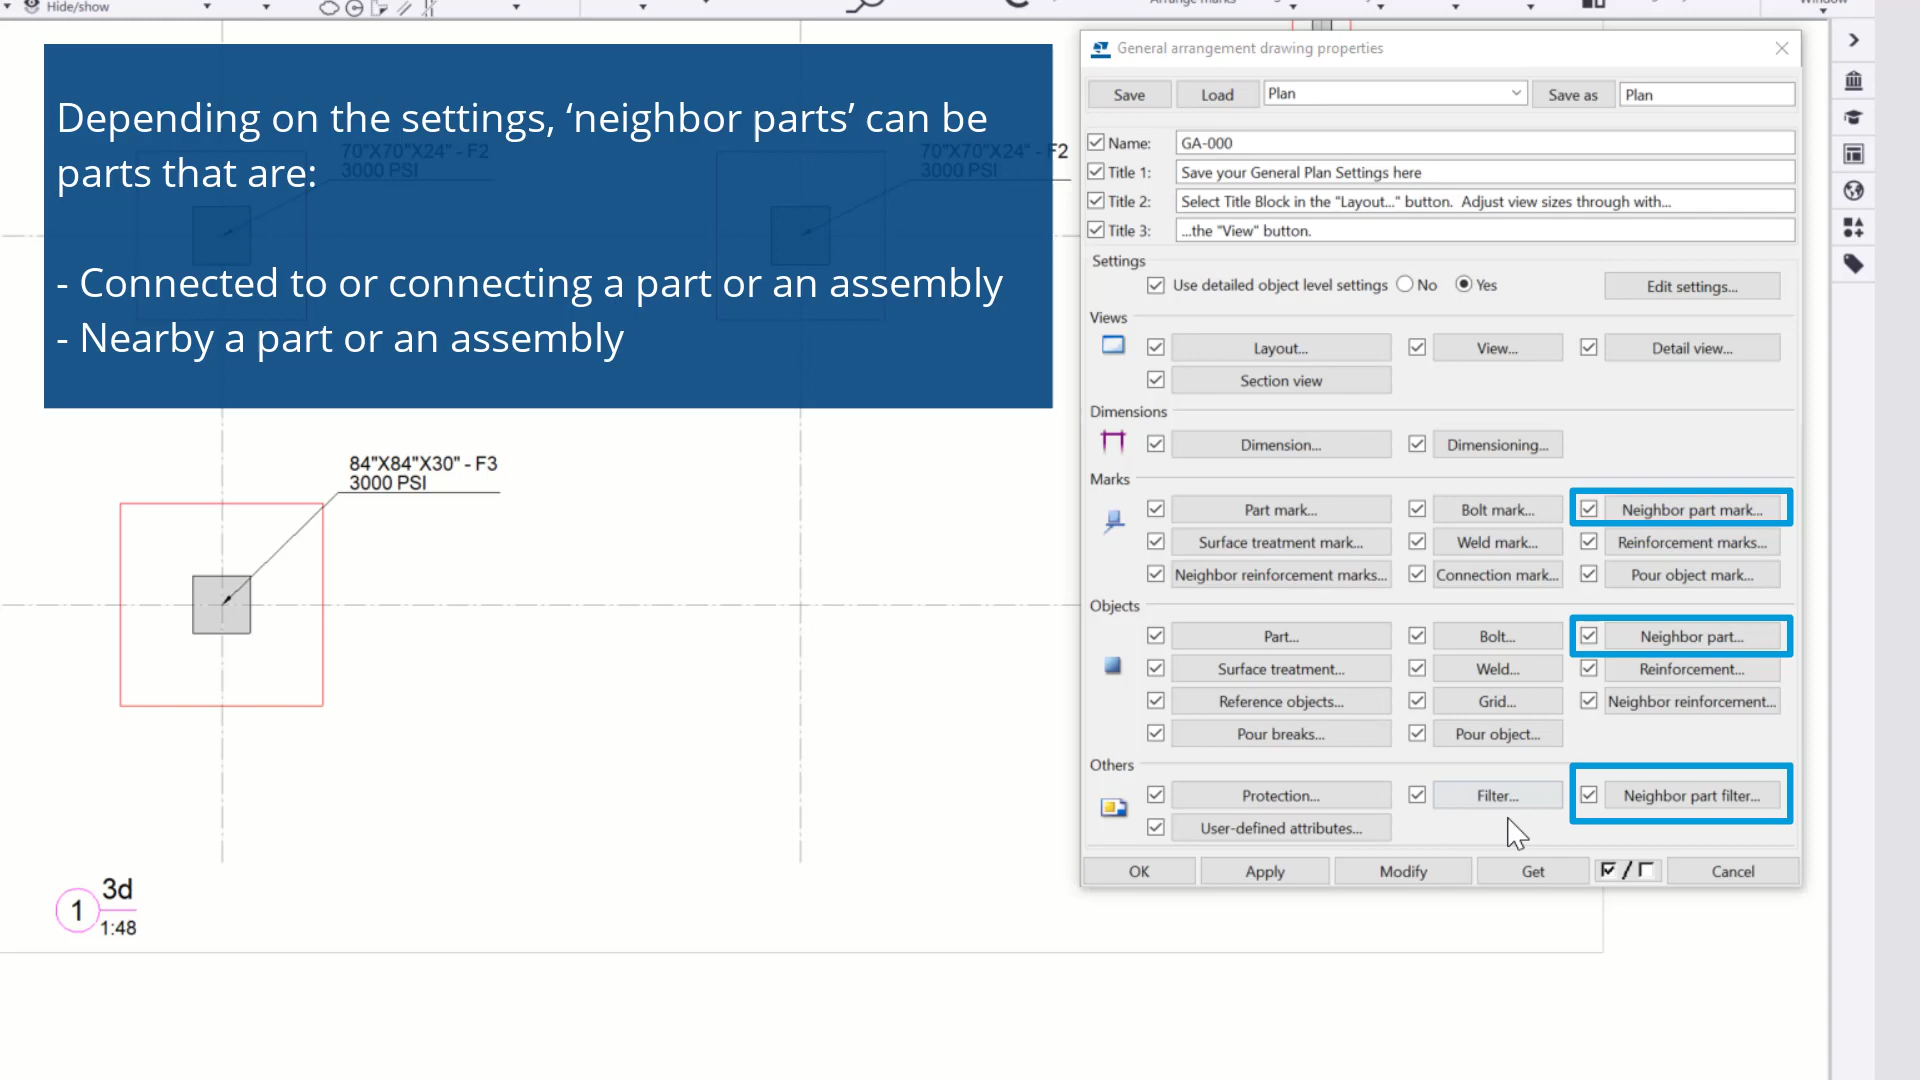 Hide/show
Depending on the settings, ‘neighbor parts’ can be
parts that are:
- Connected to or connecting a part or an assembly
- Nearby a part or an assembly
70"X70"X24" - F2
3000 PSI
70"X70"X24" - F2
3000 PSI
84"X84"X30" - F3
3000 PSI
1
3d
1:48
Arrange marks
Window
General arrangement drawing properties
Save
Load
Plan
Save as
Plan
Name:
GA-000
Title 1:
Save your General Plan Settings here
Title 2:
Select Title Block in the "Layout..." button. Adjust view sizes through with...
Title 3:
...the "View" button.
Settings
Use detailed object level settings
No
Yes
Edit settings...
Views
Layout...
View...
Detail view...
Section view
Dimensions
Dimension...
Dimensioning...
Marks
Part mark...
Bolt mark...
Neighbor part mark...
Surface treatment mark...
Weld mark...
Reinforcement marks...
Neighbor reinforcement marks...
Connection mark...
Pour object mark...
Objects
Part...
Bolt...
Neighbor part...
Surface treatment...
Weld...
Reinforcement...
Reference objects...
Grid...
Neighbor reinforcement...
Pour breaks...
Pour object...
Others
Protection...
Filter...
Neighbor part filter...
User-defined attributes...
OK
Apply
Modify
Get
/
Cancel